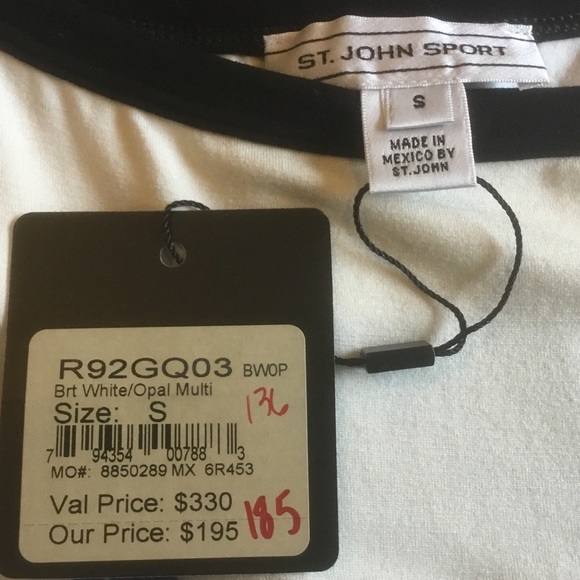 ST. JOHN SPORT
S
MADE IN
MEXICO BY
ST. JOHN
R92GQ03 BW0P
Brt White/Opal Multi
Size: S 136
7 94354 00788 3
MO#: 8850289 MX 6R453
Val Price: $330
Our Price: $195 185